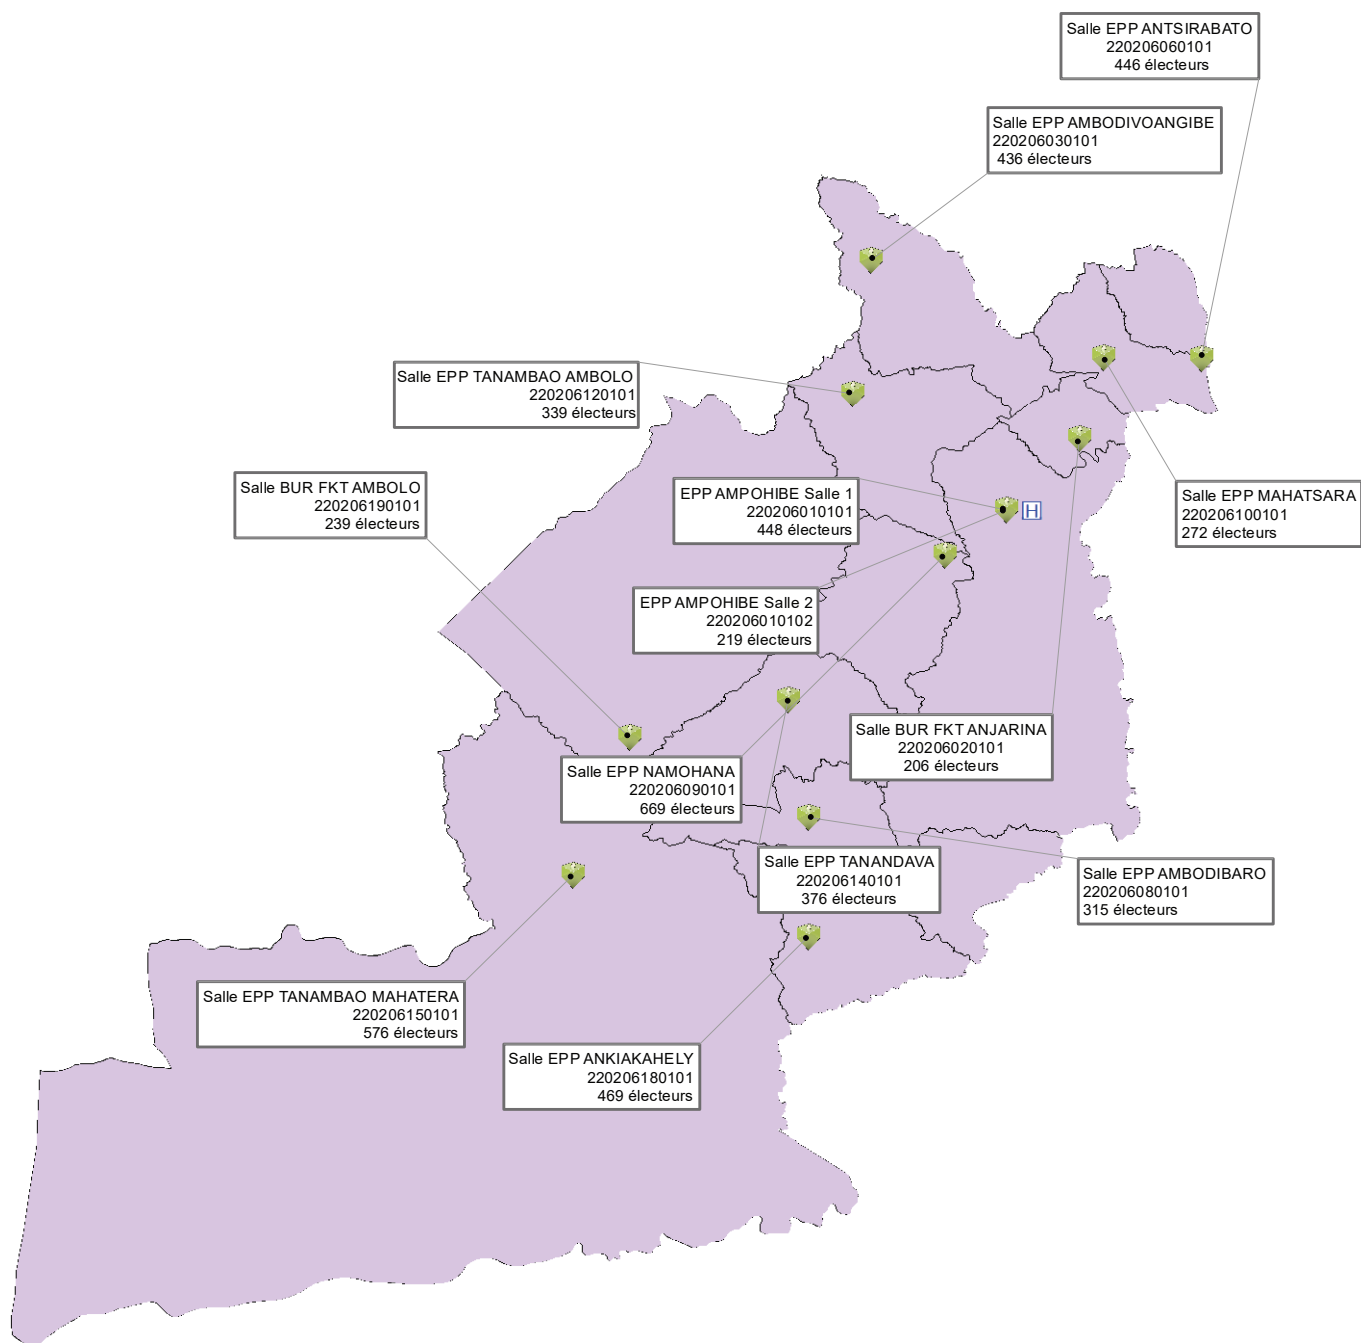 Salle EPP ANTSIRABATO
220206060101
446 électeurs
Salle EPP AMBODIVOANGIBE
220206030101
436 électeurs
Salle EPP TANAMBAO AMBOLO
220206120101
339 électeurs
Salle BUR FKT AMBOLO
220206190101
239 électeurs
EPP AMPOHIBE Salle 1
220206010101
448 électeurs
H
Salle EPP MAHATSARA
220206100101
272 électeurs
EPP AMPOHIBE Salle 2
220206010102
219 électeurs
Salle BUR FKT ANJARINA
220206020101
206 électeurs
Salle EPP NAMOHANA
220206090101
669 électeurs
Salle EPP TANANDAVA
220206140101
376 électeurs
Salle EPP AMBODIBARO
220206080101
315 électeurs
Salle EPP TANAMBAO MAHATERA
220206150101
576 électeurs
Salle EPP ANKIAKAHELY
220206180101
469 électeurs